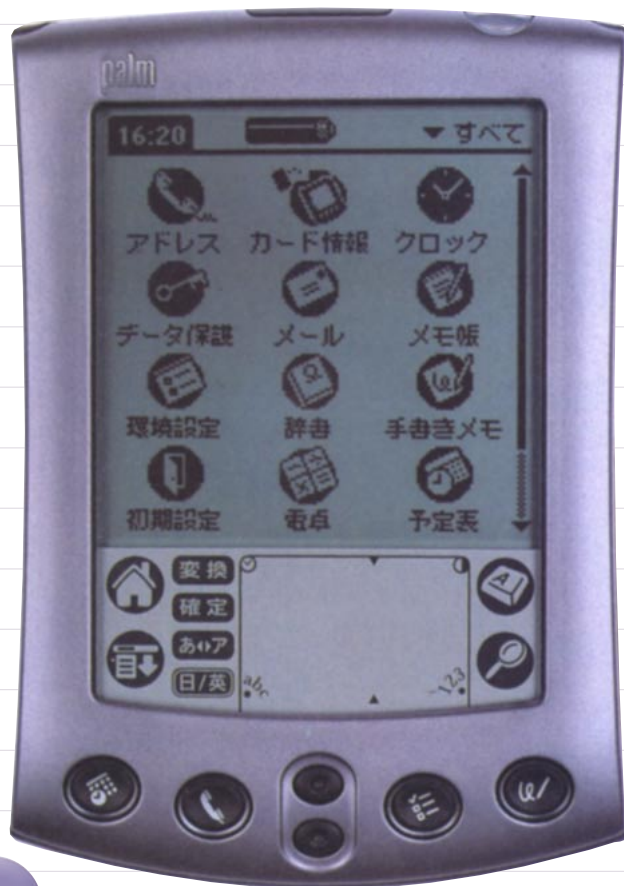 palm
16:20 すべて
アドレス カード情報 クロック
データ保護 メール メモ帳
環境設定 辞書 手書きメモ
初期設定 電卓 予定表
変換
確定
あ⇔ア
日/英
abc 123